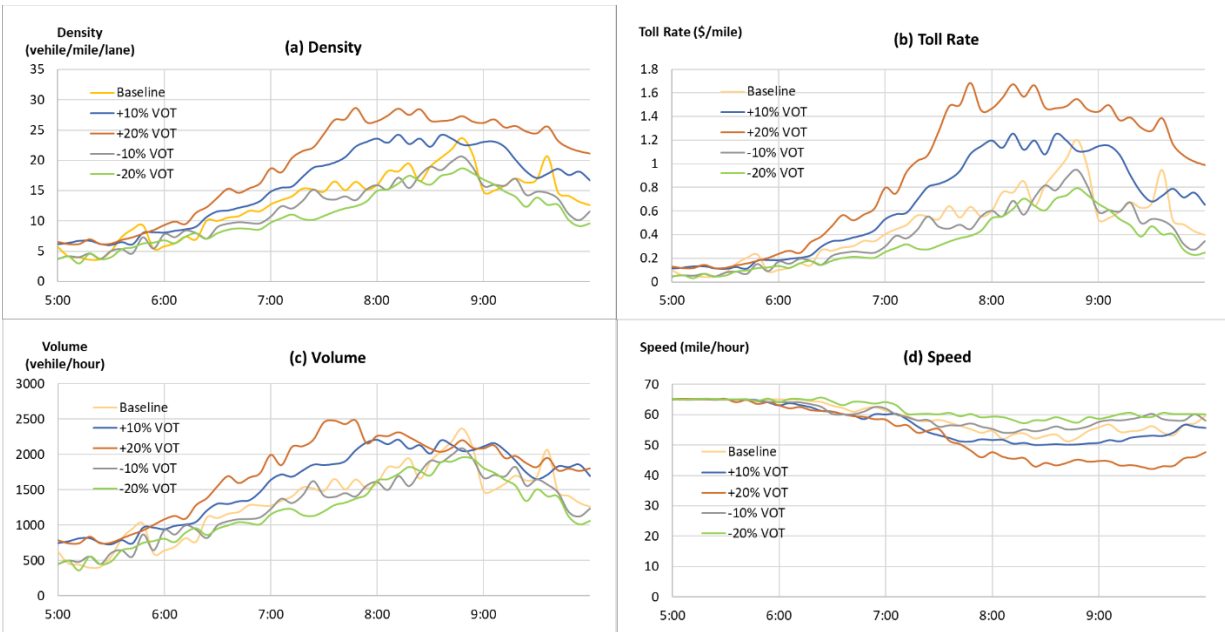 Density
(vehile/mile/lane)
(a) Density
35
30
25
20
15
10
5
0
Baseline
+10% VOT
+20% VOT
-10% VOT
-20% VOT
5:00 6:00 7:00 8:00 9:00
Toll Rate ($/mile)
(b) Toll Rate
1.8
1.6
1.4
1.2
1
0.8
0.6
0.4
0.2
0
Baseline
+10% VOT
+20% VOT
-10% VOT
-20% VOT
5:00 6:00 7:00 8:00 9:00
Volume
(vehile/hour)
(c) Volume
3000
2500
2000
1500
1000
500
0
Baseline
+10% VOT
+20% VOT
-10% VOT
-20% VOT
5:00 6:00 7:00 8:00 9:00
Speed (mile/hour)
(d) Speed
70
60
50
40
30
20
10
0
Baseline
+10% VOT
+20% VOT
-10% VOT
-20% VOT
5:00 6:00 7:00 8:00 9:00